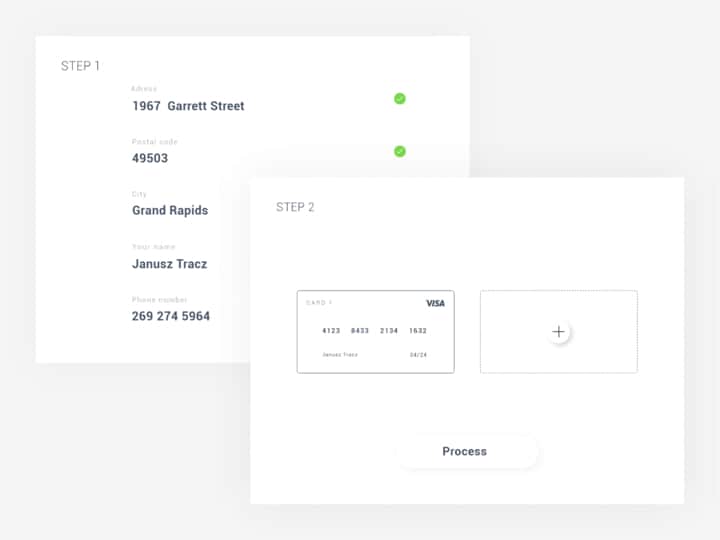 STEP 1
Adress
1967 Garrett Street
Postal code
49503
City
Grand Rapids
Your name
Janusz Tracz
Phone number
269 274 5964
STEP 2
CARD 1
VISA
4123 8433 2134 1632
Janusz Tracz
04/24
Process